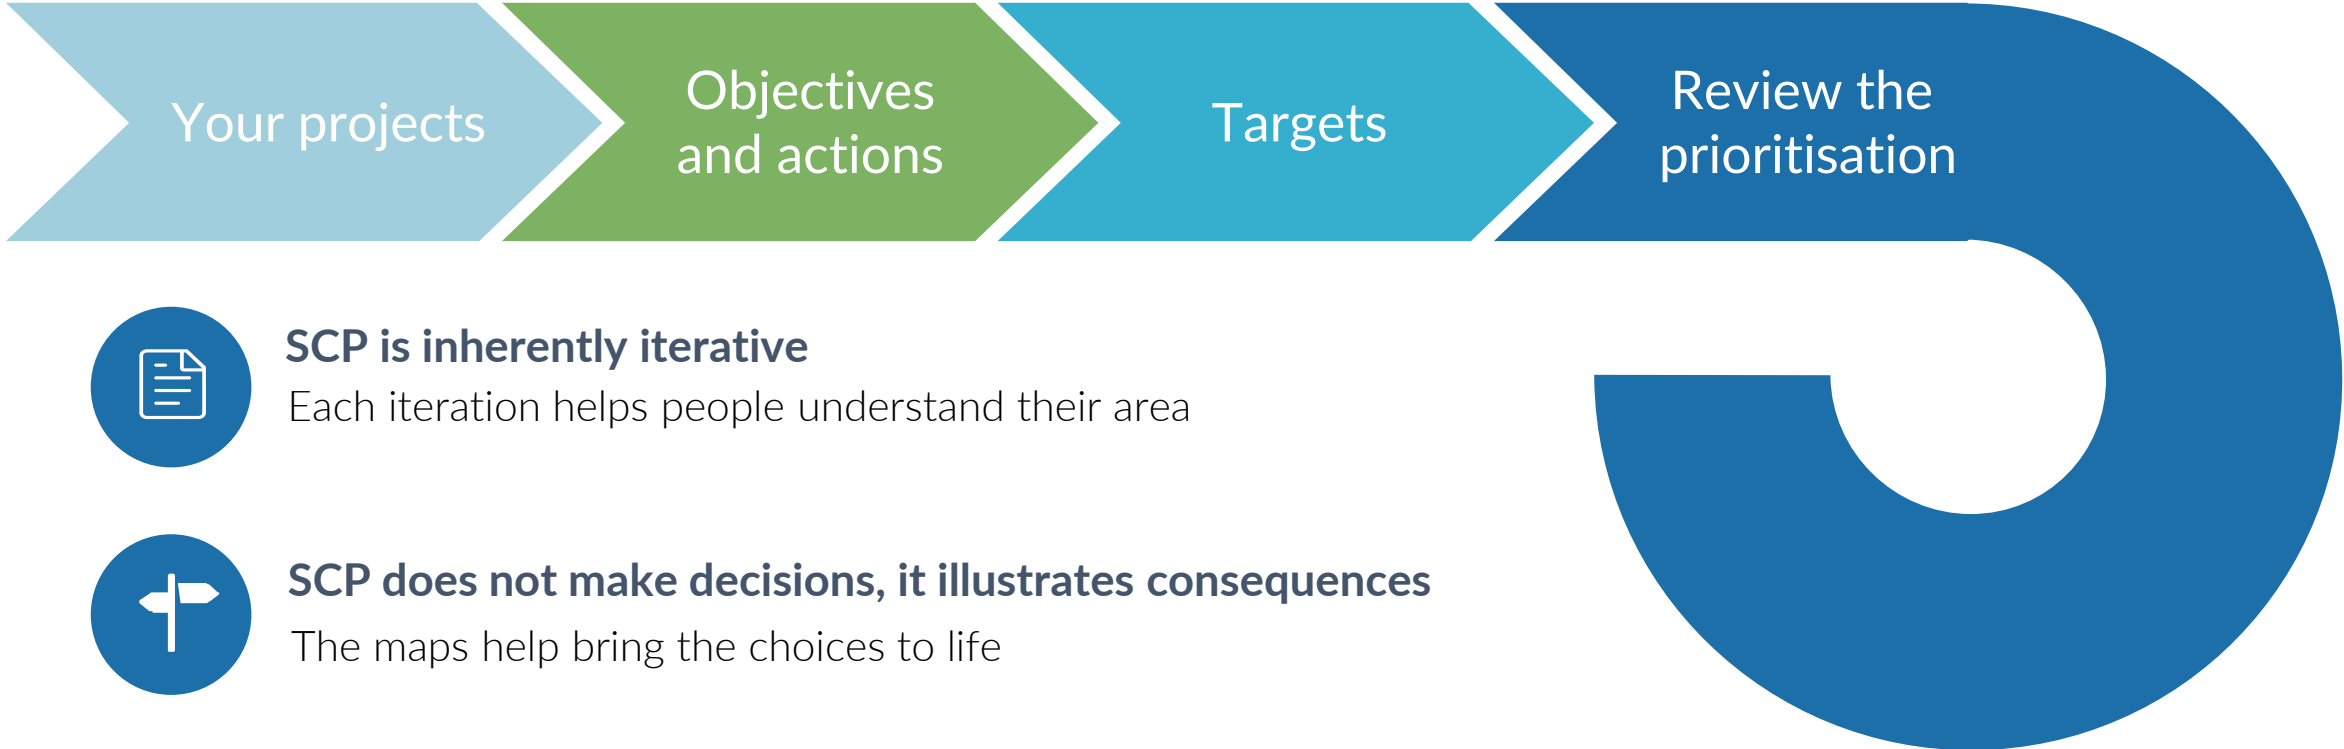 Your projects
Objectives
and actions
Targets
Review the
prioritisation
SCP is inherently iterative
Each iteration helps people understand their area
SCP does not make decisions, it illustrates consequences
The maps help bring the choices to life